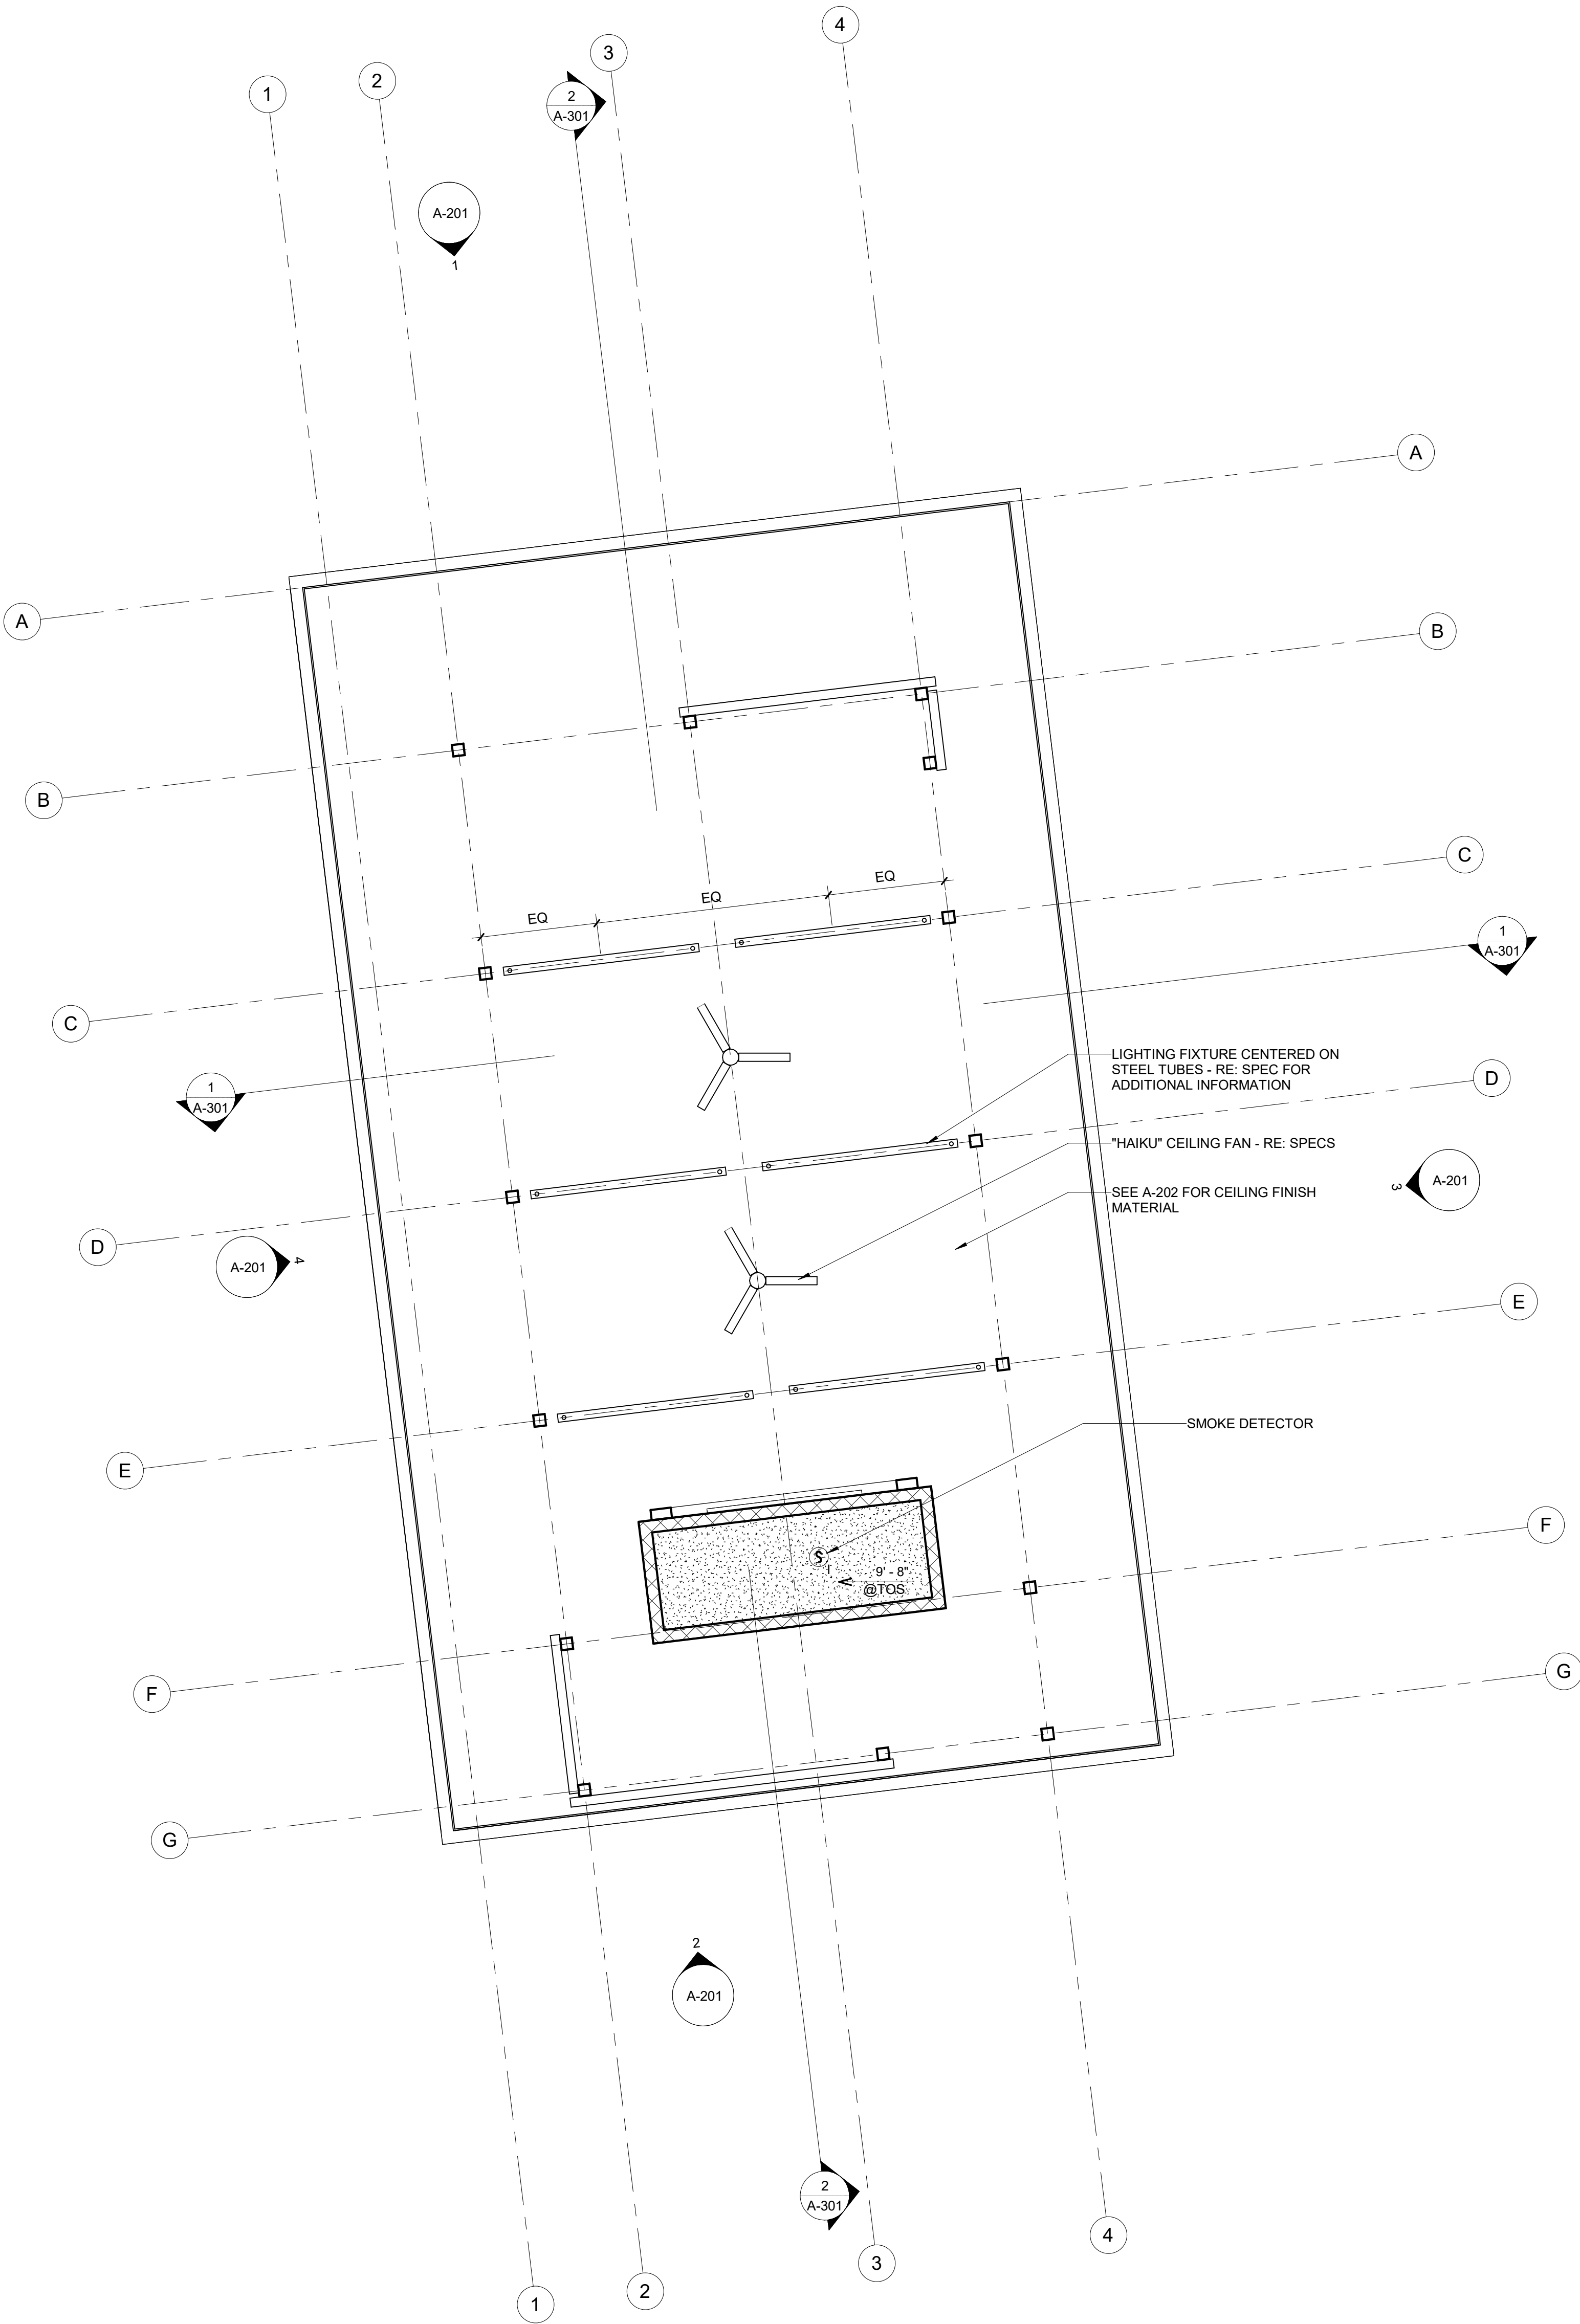 4
3
2
1
2
A-301
A-201
1
A
A
B
B
C
EQ
EQ
EQ
1
A-301
C
LIGHTING FIXTURE CENTERED ON
STEEL TUBES - RE: SPEC FOR
ADDITIONAL INFORMATION
D
1
A-301
"HAIKU" CEILING FAN - RE: SPECS
A-201
3
SEE A-202 FOR CEILING FINISH
MATERIAL
D
A-201
4
E
SMOKE DETECTOR
E
F
S
I
9' - 8"
@TOS
F
G
G
2
A-201
2
A-301
4
3
2
1